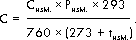 C = C_изм. × P_изм. × 293 / 760 × (273 + t_изм.)